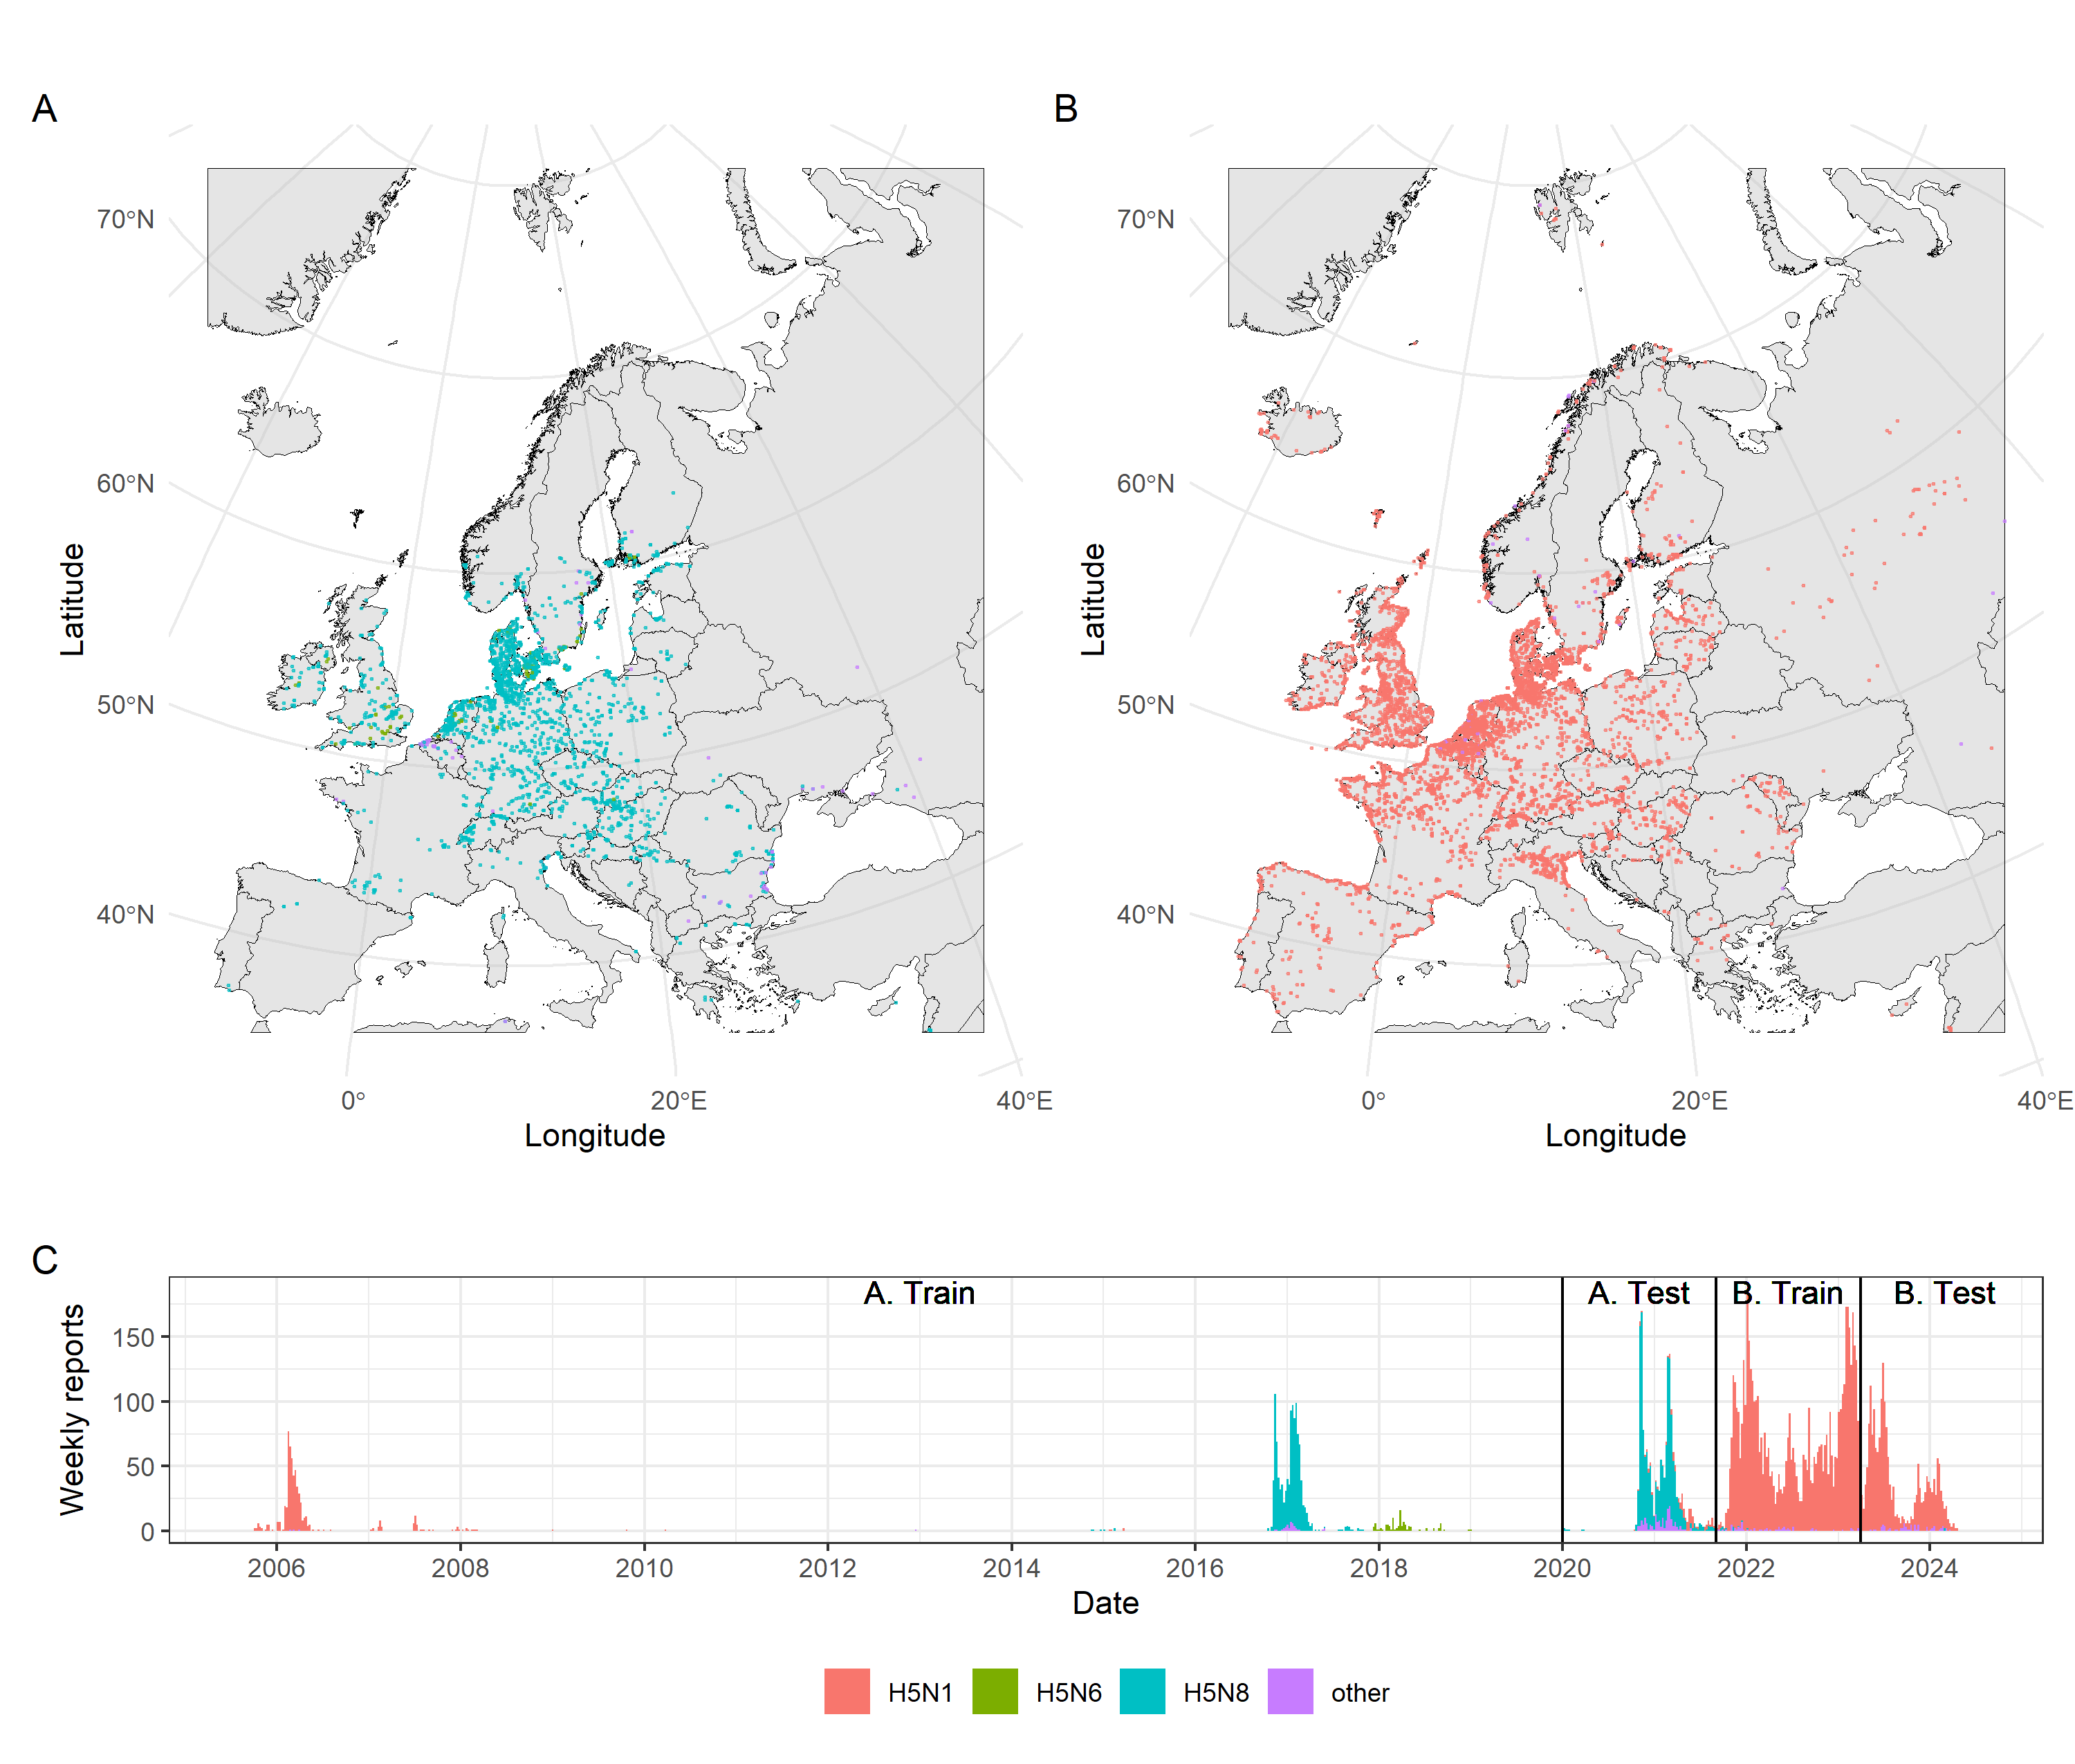 A
B
70°N
60°N
50°N
40°N
Latitude
0°
20°E
40°E
Longitude
70°N
60°N
50°N
40°N
Latitude
0°
20°E
40°E
Longitude
C
A. Train
A. Test
B. Train
B. Test
Weekly reports
150
100
50
0
2006
2008
2010
2012
2014
2016
2018
2020
2022
2024
Date
H5N1
H5N6
H5N8
other